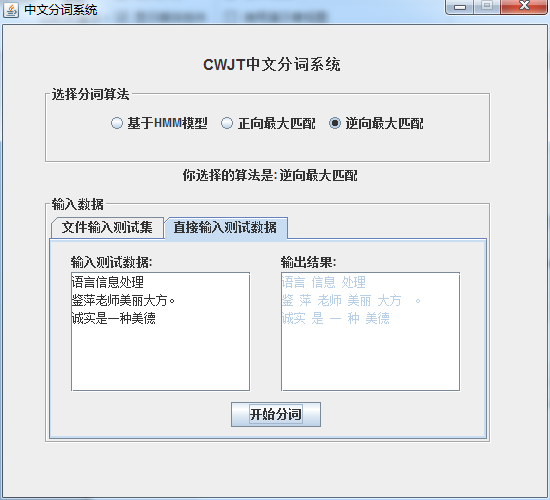 中文分词系统
CWJT中文分词系统
选择分词算法
基于HMM模型 正向最大匹配 逆向最大匹配
你选择的算法是:逆向最大匹配
输入数据
文件输入测试集 直接输入测试数据
输入测试数据:
语言信息处理
鉴萍老师美丽大方。
诚实是一种美德
输出结果:
语言 信息 处理
鉴 萍 老师 美丽 大方 。
诚实 是 一 种 美德
开始分词